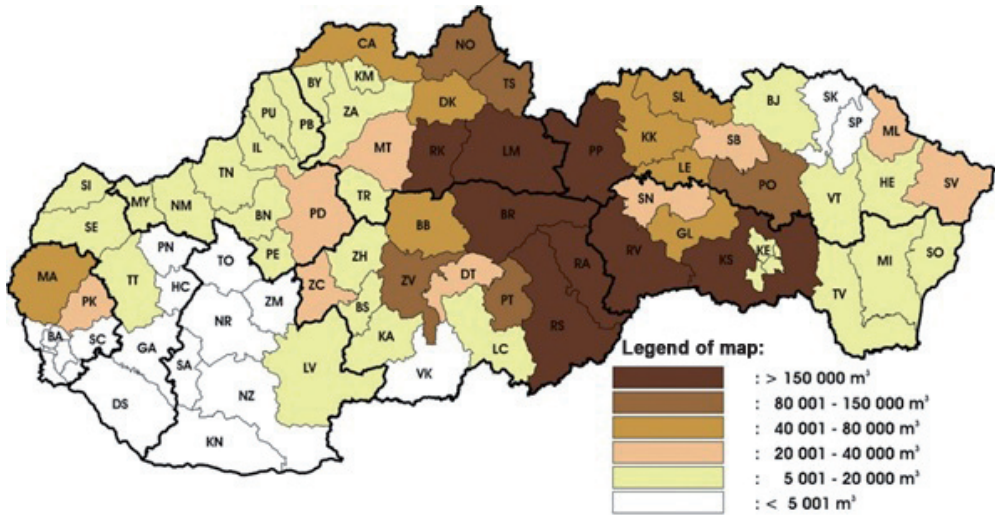 CA
NO
BY
KM
TS
DK
SL
BJ
SK
SP
PU
PB
ZA
IL
MT
RK
LM
PP
KK
SB
ML
LE
PO
VT
HE
SV
SI
MY
NM
TN
BN
PD
TR
SE
BB
BR
SN
GL
RV
KS
KE
PN
PE
ZH
MA
PK
TT
HC
TO
ZM
ZC
ZV
DT
RA
PT
BS
MI
SO
TV
BA
SC
GA
NR
SA
KA
LC
RS
LV
VK
DS
NZ
KN
Legend of map:
: > 150 000 m³
: 80 001 - 150 000 m³
: 40 001 - 80 000 m³
: 20 001 - 40 000 m³
: 5 001 - 20 000 m³
: < 5 001 m³